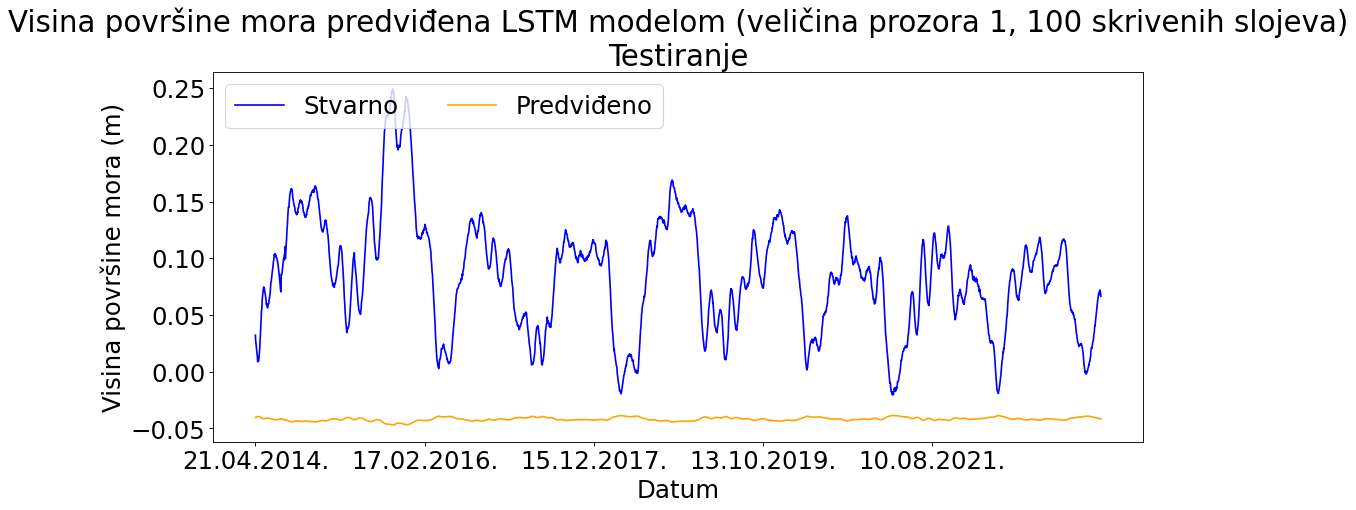 Visina površine mora predviđena LSTM modelom (veličina prozora 1, 100 skrivenih slojeva)
Testiranje
Stvarno
Predviđeno
Visina površine mora (m)
0.25
0.20
0.15
0.10
0.05
0.00
−0.05
21.04.2014.
17.02.2016.
15.12.2017.
13.10.2019.
10.08.2021.
Datum